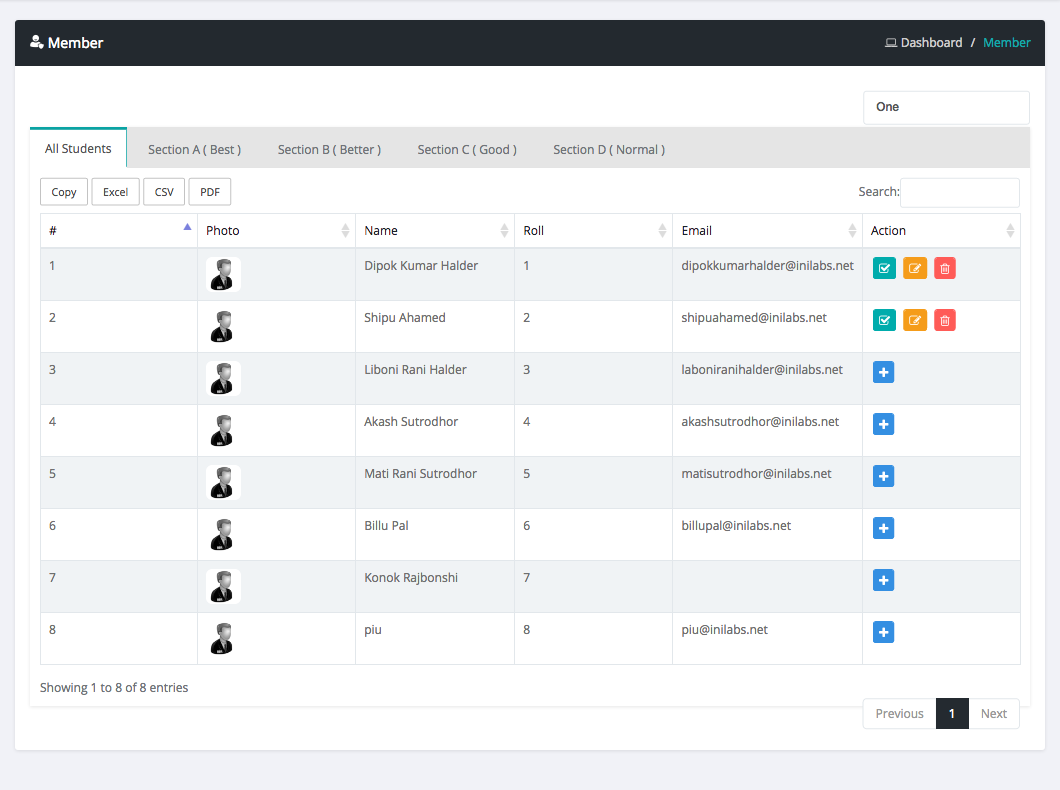 Member
Dashboard / Member
One
All Students Section A ( Best ) Section B ( Better ) Section C ( Good ) Section D ( Normal )
Copy Excel CSV PDF Search:
# Photo Name Roll Email Action
1 Dipok Kumar Halder 1 dipokkumarhalder@inilabs.net
2 Shipu Ahamed 2 shipuahamed@inilabs.net
3 Liboni Rani Halder 3 laboniranihalder@inilabs.net
4 Akash Sutrodhor 4 akashsutrodhor@inilabs.net
5 Mati Rani Sutrodhor 5 matisutrodhor@inilabs.net
6 Billu Pal 6 billupal@inilabs.net
7 Konok Rajbonshi 7
8 piu 8 piu@inilabs.net
Showing 1 to 8 of 8 entries
Previous 1 Next